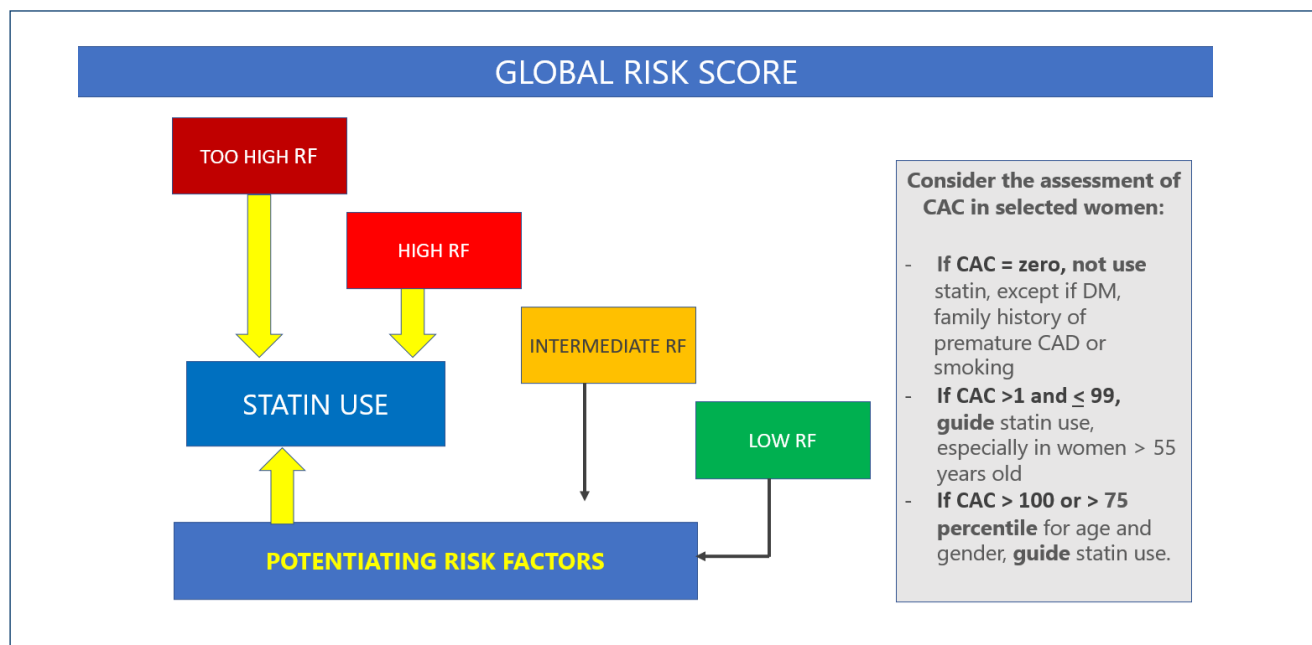 GLOBAL RISK SCORE
TOO HIGH RF
HIGH RF
INTERMEDIATE RF
LOW RF
STATIN USE
POTENTIATING RISK FACTORS
Consider the assessment of
CAC in selected women:
- If CAC = zero, not use
statin, except if DM,
family history of
premature CAD or
smoking
- If CAC >1 and ≤ 99,
guide statin use,
especially in women > 55
years old
- If CAC > 100 or > 75
percentile for age and
gender, guide statin use.